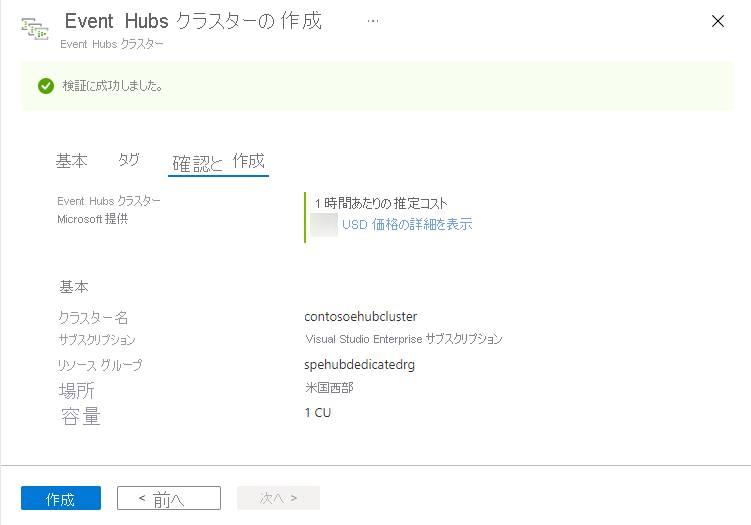 Event Hubs クラスターの 作成 ...
Event Hubs クラスター
検証に成功しました。
基本 タグ 確認と 作成
Event Hubs クラスター
Microsoft 提供
1 時間あたりの推定コスト
USD 価格の詳細を表示
基本
クラスター名 contosoehubcluster
サブスクリプション Visual Studio Enterprise サブスクリプション
リソース グループ spehubdedicatedrg
場所 米国西部
容量 1 CU
作成 < 前へ 次へ >